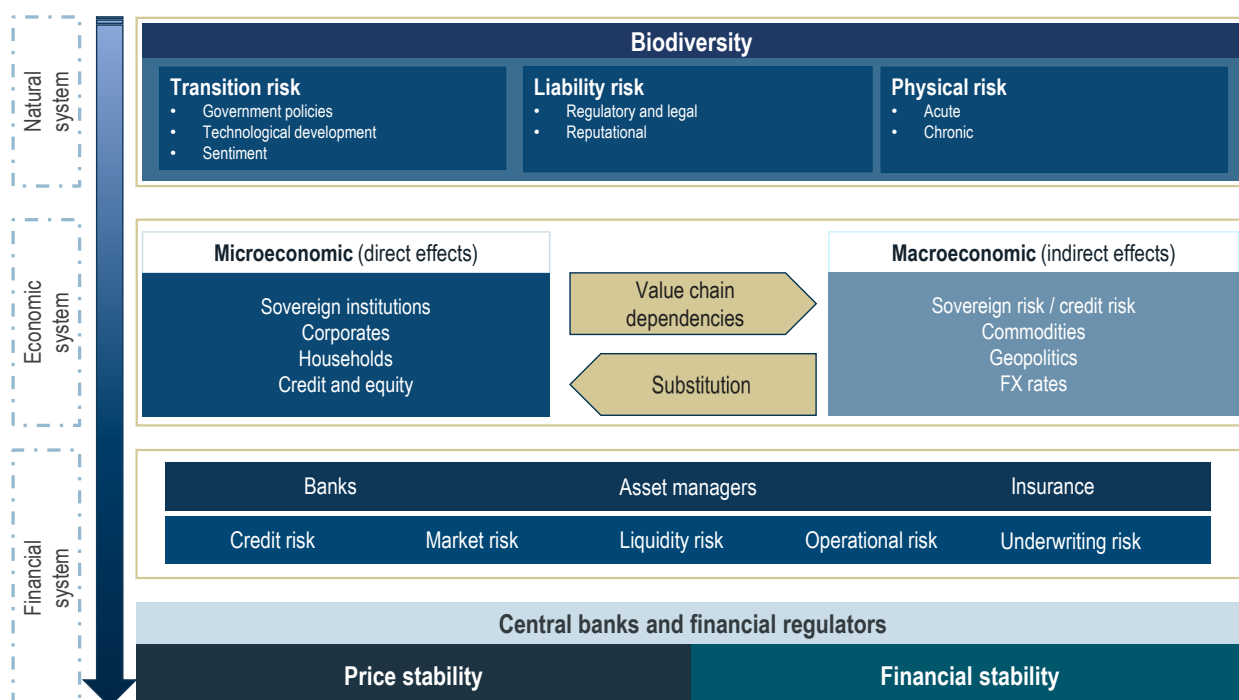 Natural
system
Biodiversity
Transition risk
• Government policies
• Technological development
• Sentiment
Liability risk
• Regulatory and legal
• Reputational
Physical risk
• Acute
• Chronic
Economic
system
Microeconomic (direct effects)
Sovereign institutions
Corporates
Households
Credit and equity
Value chain
dependencies
Substitution
Macroeconomic (indirect effects)
Sovereign risk / credit risk
Commodities
Geopolitics
FX rates
Financial
system
Banks
Asset managers
Insurance
Credit risk
Market risk
Liquidity risk
Operational risk
Underwriting risk
Central banks and financial regulators
Price stability
Financial stability